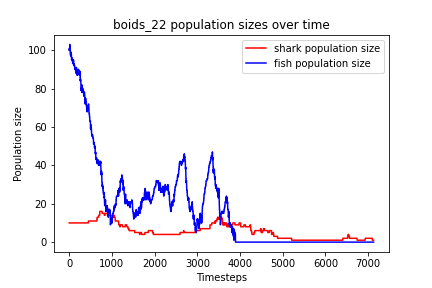 boids_22 population sizes over time
shark population size
fish population size
Population size
100
80
60
40
20
0
0 1000 2000 3000 4000 5000 6000 7000
Timesteps